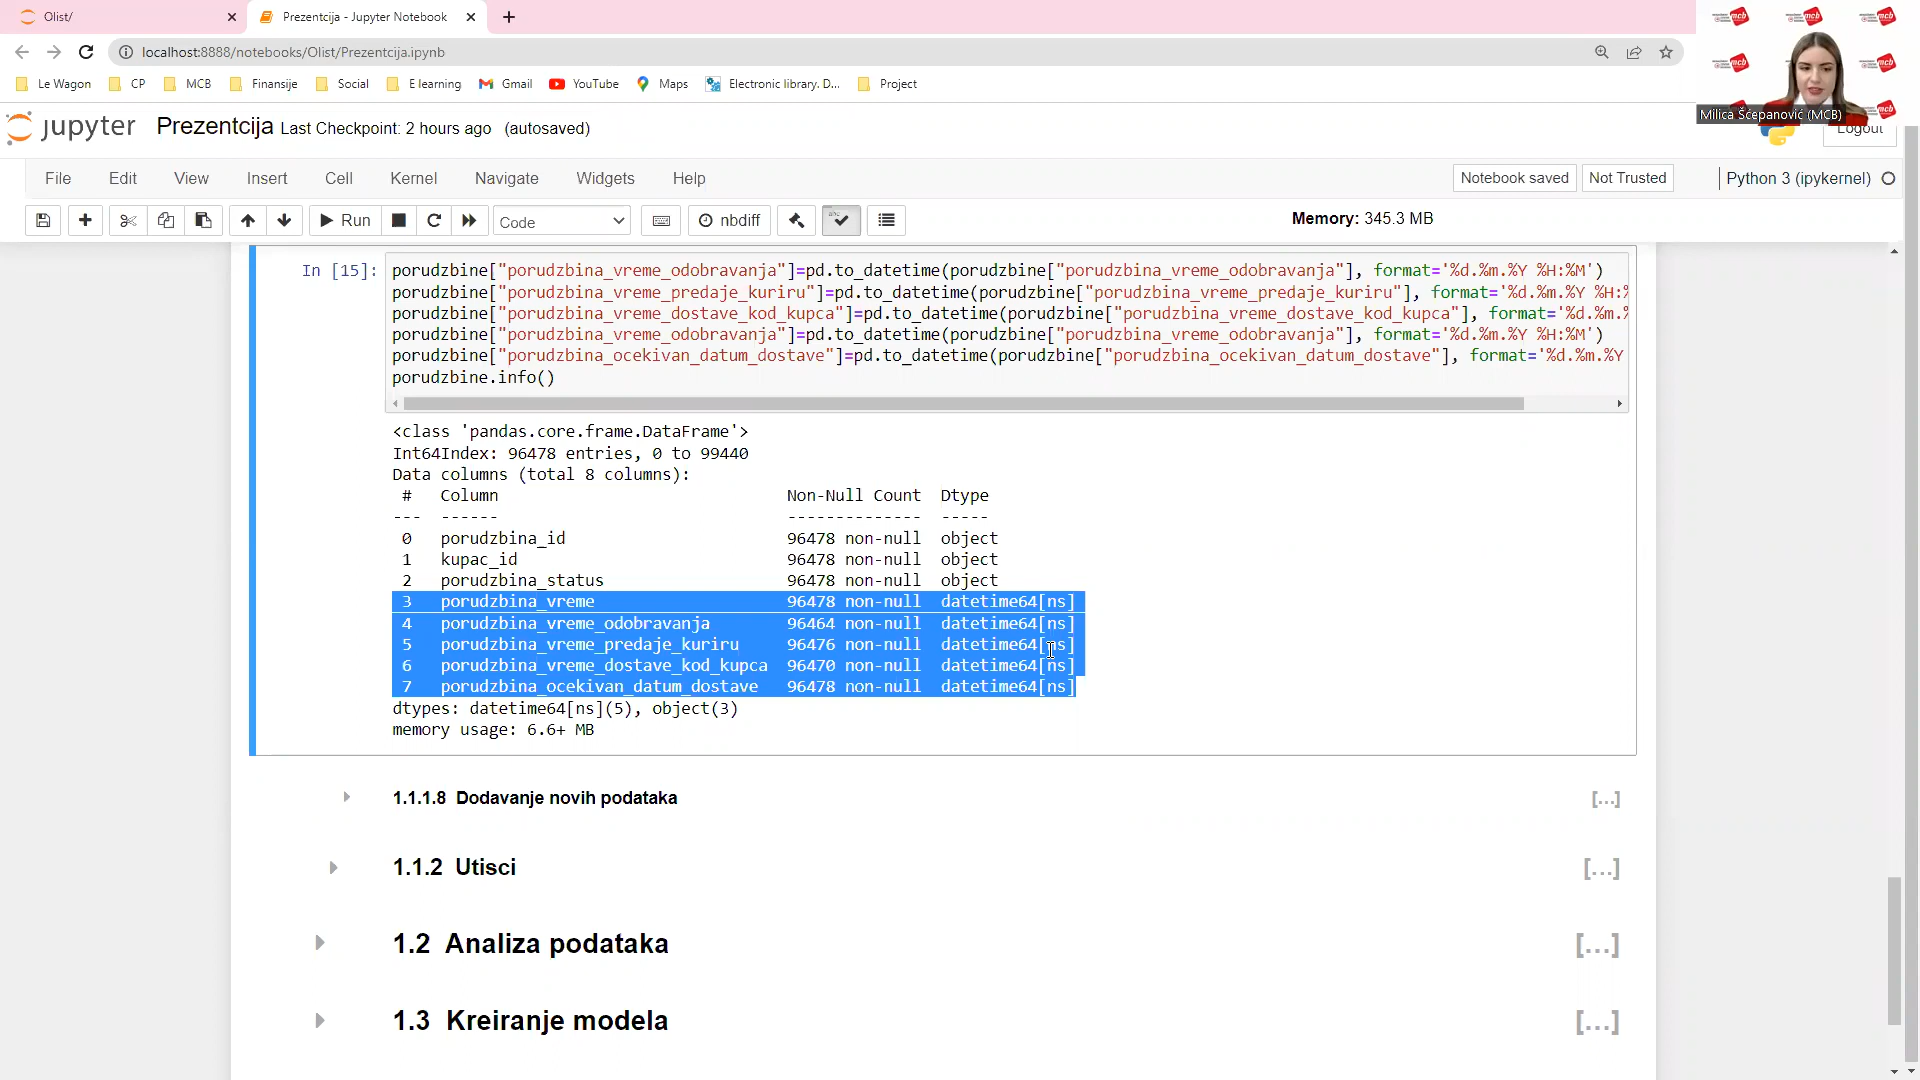 Olist/
Prezentcija - Jupyter Notebook
localhost:8888/notebooks/Olist/Prezentcija.ipynb
Le Wagon CP MCB Finansije Social E learning Gmail YouTube Maps Electronic library. D... Project
mcb mcb mcb
mcb mcb
mcb
Milica Šćepanović (MCB)
jupyter Prezentcija Last Checkpoint: 2 hours ago (autosaved)
Logout
File Edit View Insert Cell Kernel Navigate Widgets Help
Notebook saved Not Trusted Python 3 (ipykernel)
Run Code nbdiff Memory: 345.3 MB
In [15]:
porudzbine["porudzbina_vreme_odobravanja"]=pd.to_datetime(porudzbine["porudzbina_vreme_odobravanja"], format='%d.%m.%Y %H:%M')
porudzbine["porudzbina_vreme_predaje_kuriru"]=pd.to_datetime(porudzbine["porudzbina_vreme_predaje_kuriru"], format='%d.%m.%Y %H:%
porudzbine["porudzbina_vreme_dostave_kod_kupca"]=pd.to_datetime(porudzbine["porudzbina_vreme_dostave_kod_kupca"], format='%d.%m.%
porudzbine["porudzbina_vreme_odobravanja"]=pd.to_datetime(porudzbine["porudzbina_vreme_odobravanja"], format='%d.%m.%Y %H:%M')
porudzbine["porudzbina_ocekivan_datum_dostave"]=pd.to_datetime(porudzbine["porudzbina_ocekivan_datum_dostave"], format='%d.%m.%Y
porudzbine.info()
<class 'pandas.core.frame.DataFrame'>
Int64Index: 96478 entries, 0 to 99440
Data columns (total 8 columns):
# Column Non-Null Count Dtype
--- ------ -------------- -----
0 porudzbina_id 96478 non-null object
1 kupac_id 96478 non-null object
2 porudzbina_status 96478 non-null object
3 porudzbina_vreme 96478 non-null datetime64[ns]
4 porudzbina_vreme_odobravanja 96464 non-null datetime64[ns]
5 porudzbina_vreme_predaje_kuriru 96476 non-null datetime64[ns]
6 porudzbina_vreme_dostave_kod_kupca 96470 non-null datetime64[ns]
7 porudzbina_ocekivan_datum_dostave 96478 non-null datetime64[ns]
dtypes: datetime64[ns](5), object(3)
memory usage: 6.6+ MB
1.1.1.8 Dodavanje novih podataka [...]
1.1.2 Utisci [...]
1.2 Analiza podataka [...]
1.3 Kreiranje modela [...]